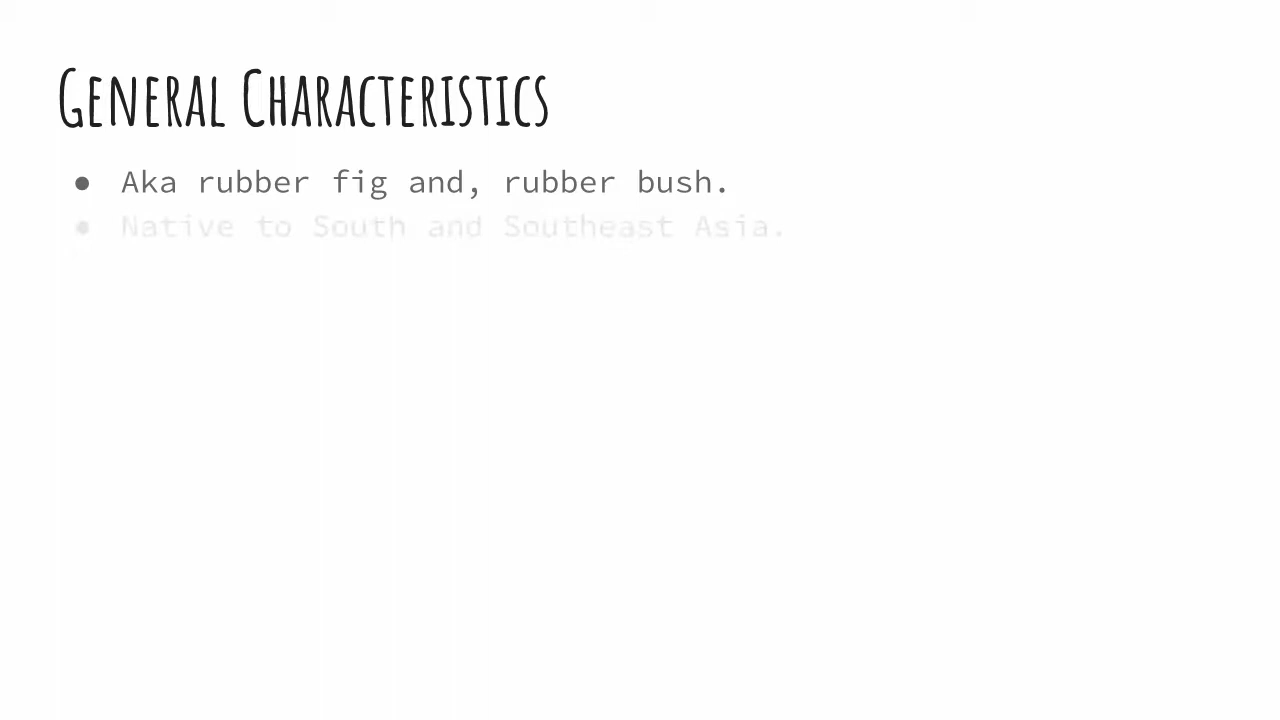 General Characteristics
● Aka rubber fig and, rubber bush.
● Native to South and Southeast Asia.